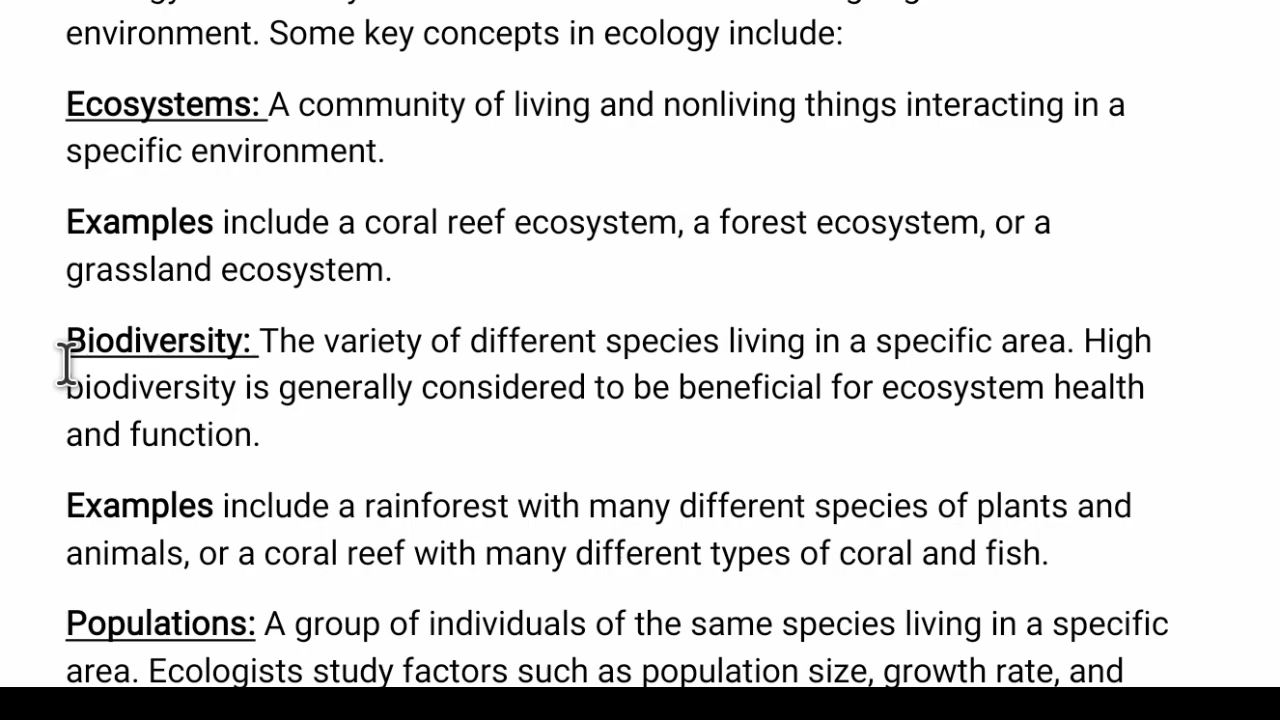 environment. Some key concepts in ecology include:
Ecosystems: A community of living and nonliving things interacting in a
specific environment.
Examples include a coral reef ecosystem, a forest ecosystem, or a
grassland ecosystem.
Biodiversity: The variety of different species living in a specific area. High
biodiversity is generally considered to be beneficial for ecosystem health
and function.
Examples include a rainforest with many different species of plants and
animals, or a coral reef with many different types of coral and fish.
Populations: A group of individuals of the same species living in a specific
area. Ecologists study factors such as population size, growth rate, and